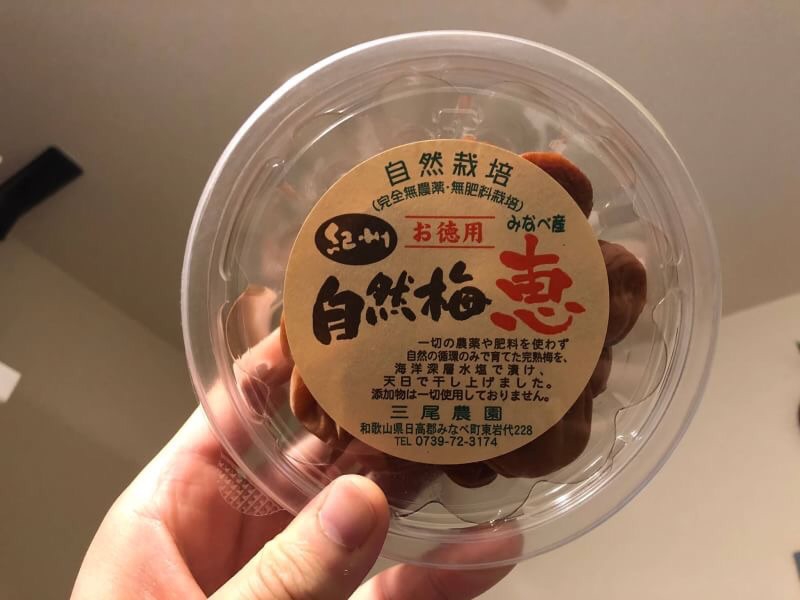 自然栽培
(完全無農薬・無肥料栽培)
紀州
お徳用
みなべ産
自然梅 恵
一切の農薬や肥料を使わず
自然の循環のみで育てた完熟梅を、
海洋深層水塩で漬け、
天日で干し上げました。
添加物は一切使用しておりません。
三尾農園
和歌山県日高郡みなべ町東岩代228
TEL 0739-72-3174